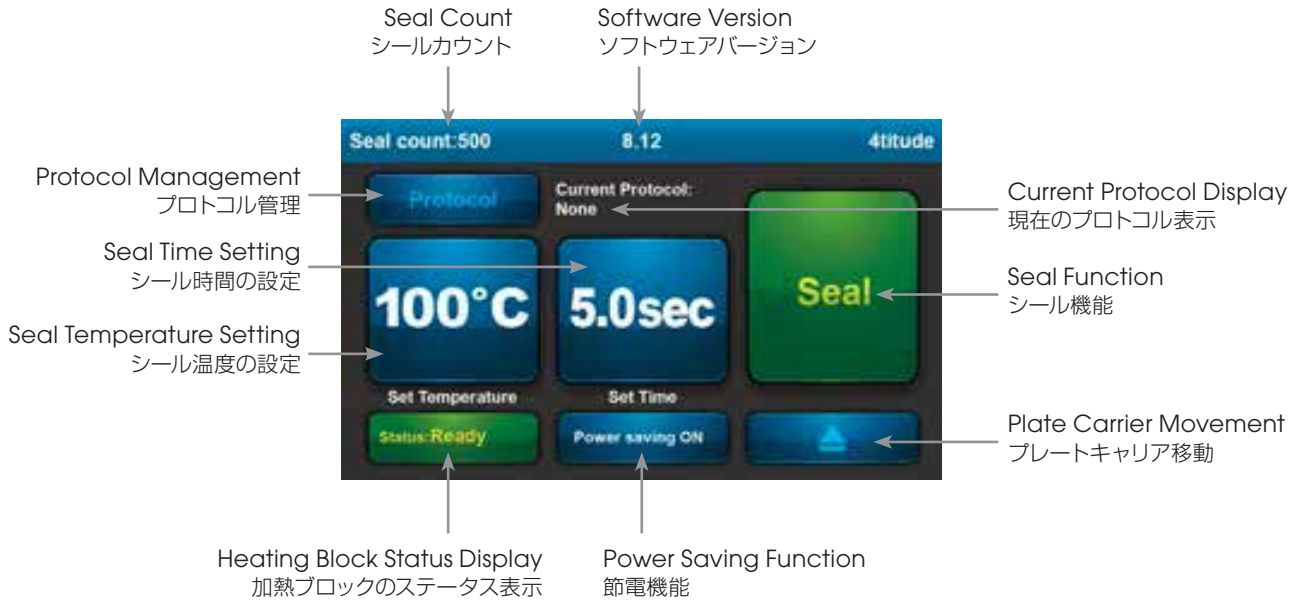 Seal Count
シールカウント
Software Version
ソフトウェアバージョン
Seal count:500
8.12
4titude
Protocol Management
プロトコル管理
Protocol
Current Protocol:
None
Current Protocol Display
現在のプロトコル表示
Seal Time Setting
シール時間の設定
100°C
5.0sec
Seal
Seal Function
シール機能
Seal Temperature Setting
シール温度の設定
Set Temperature
Set Time
Status:Ready
Power saving ON
Plate Carrier Movement
プレートキャリア移動
Heating Block Status Display
加熱ブロックのステータス表示
Power Saving Function
節電機能